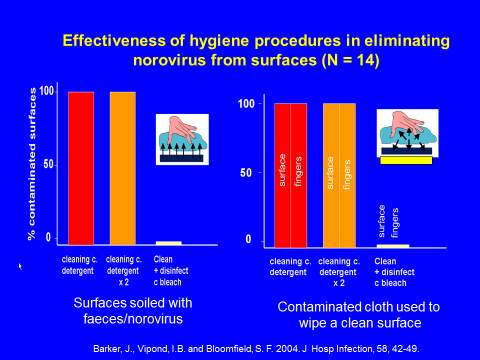 Effectiveness of hygiene procedures in eliminating
norovirus from surfaces (N = 14)
% contaminated surfaces
100
50
0
cleaning c.
detergent
cleaning c.
detergent
x 2
Clean
+ disinfect
c bleach
Surfaces soiled with
faeces/norovirus
100
50
0
surface
fingers
surface
fingers
surface
fingers
cleaning c.
detergent
cleaning c.
detergent
x 2
Clean
+ disinfect
c bleach
Contaminated cloth used to
wipe a clean surface
Barker, J., Vipond, I.B. and Bloomfield, S. F. 2004. J Hosp Infection, 58, 42-49.